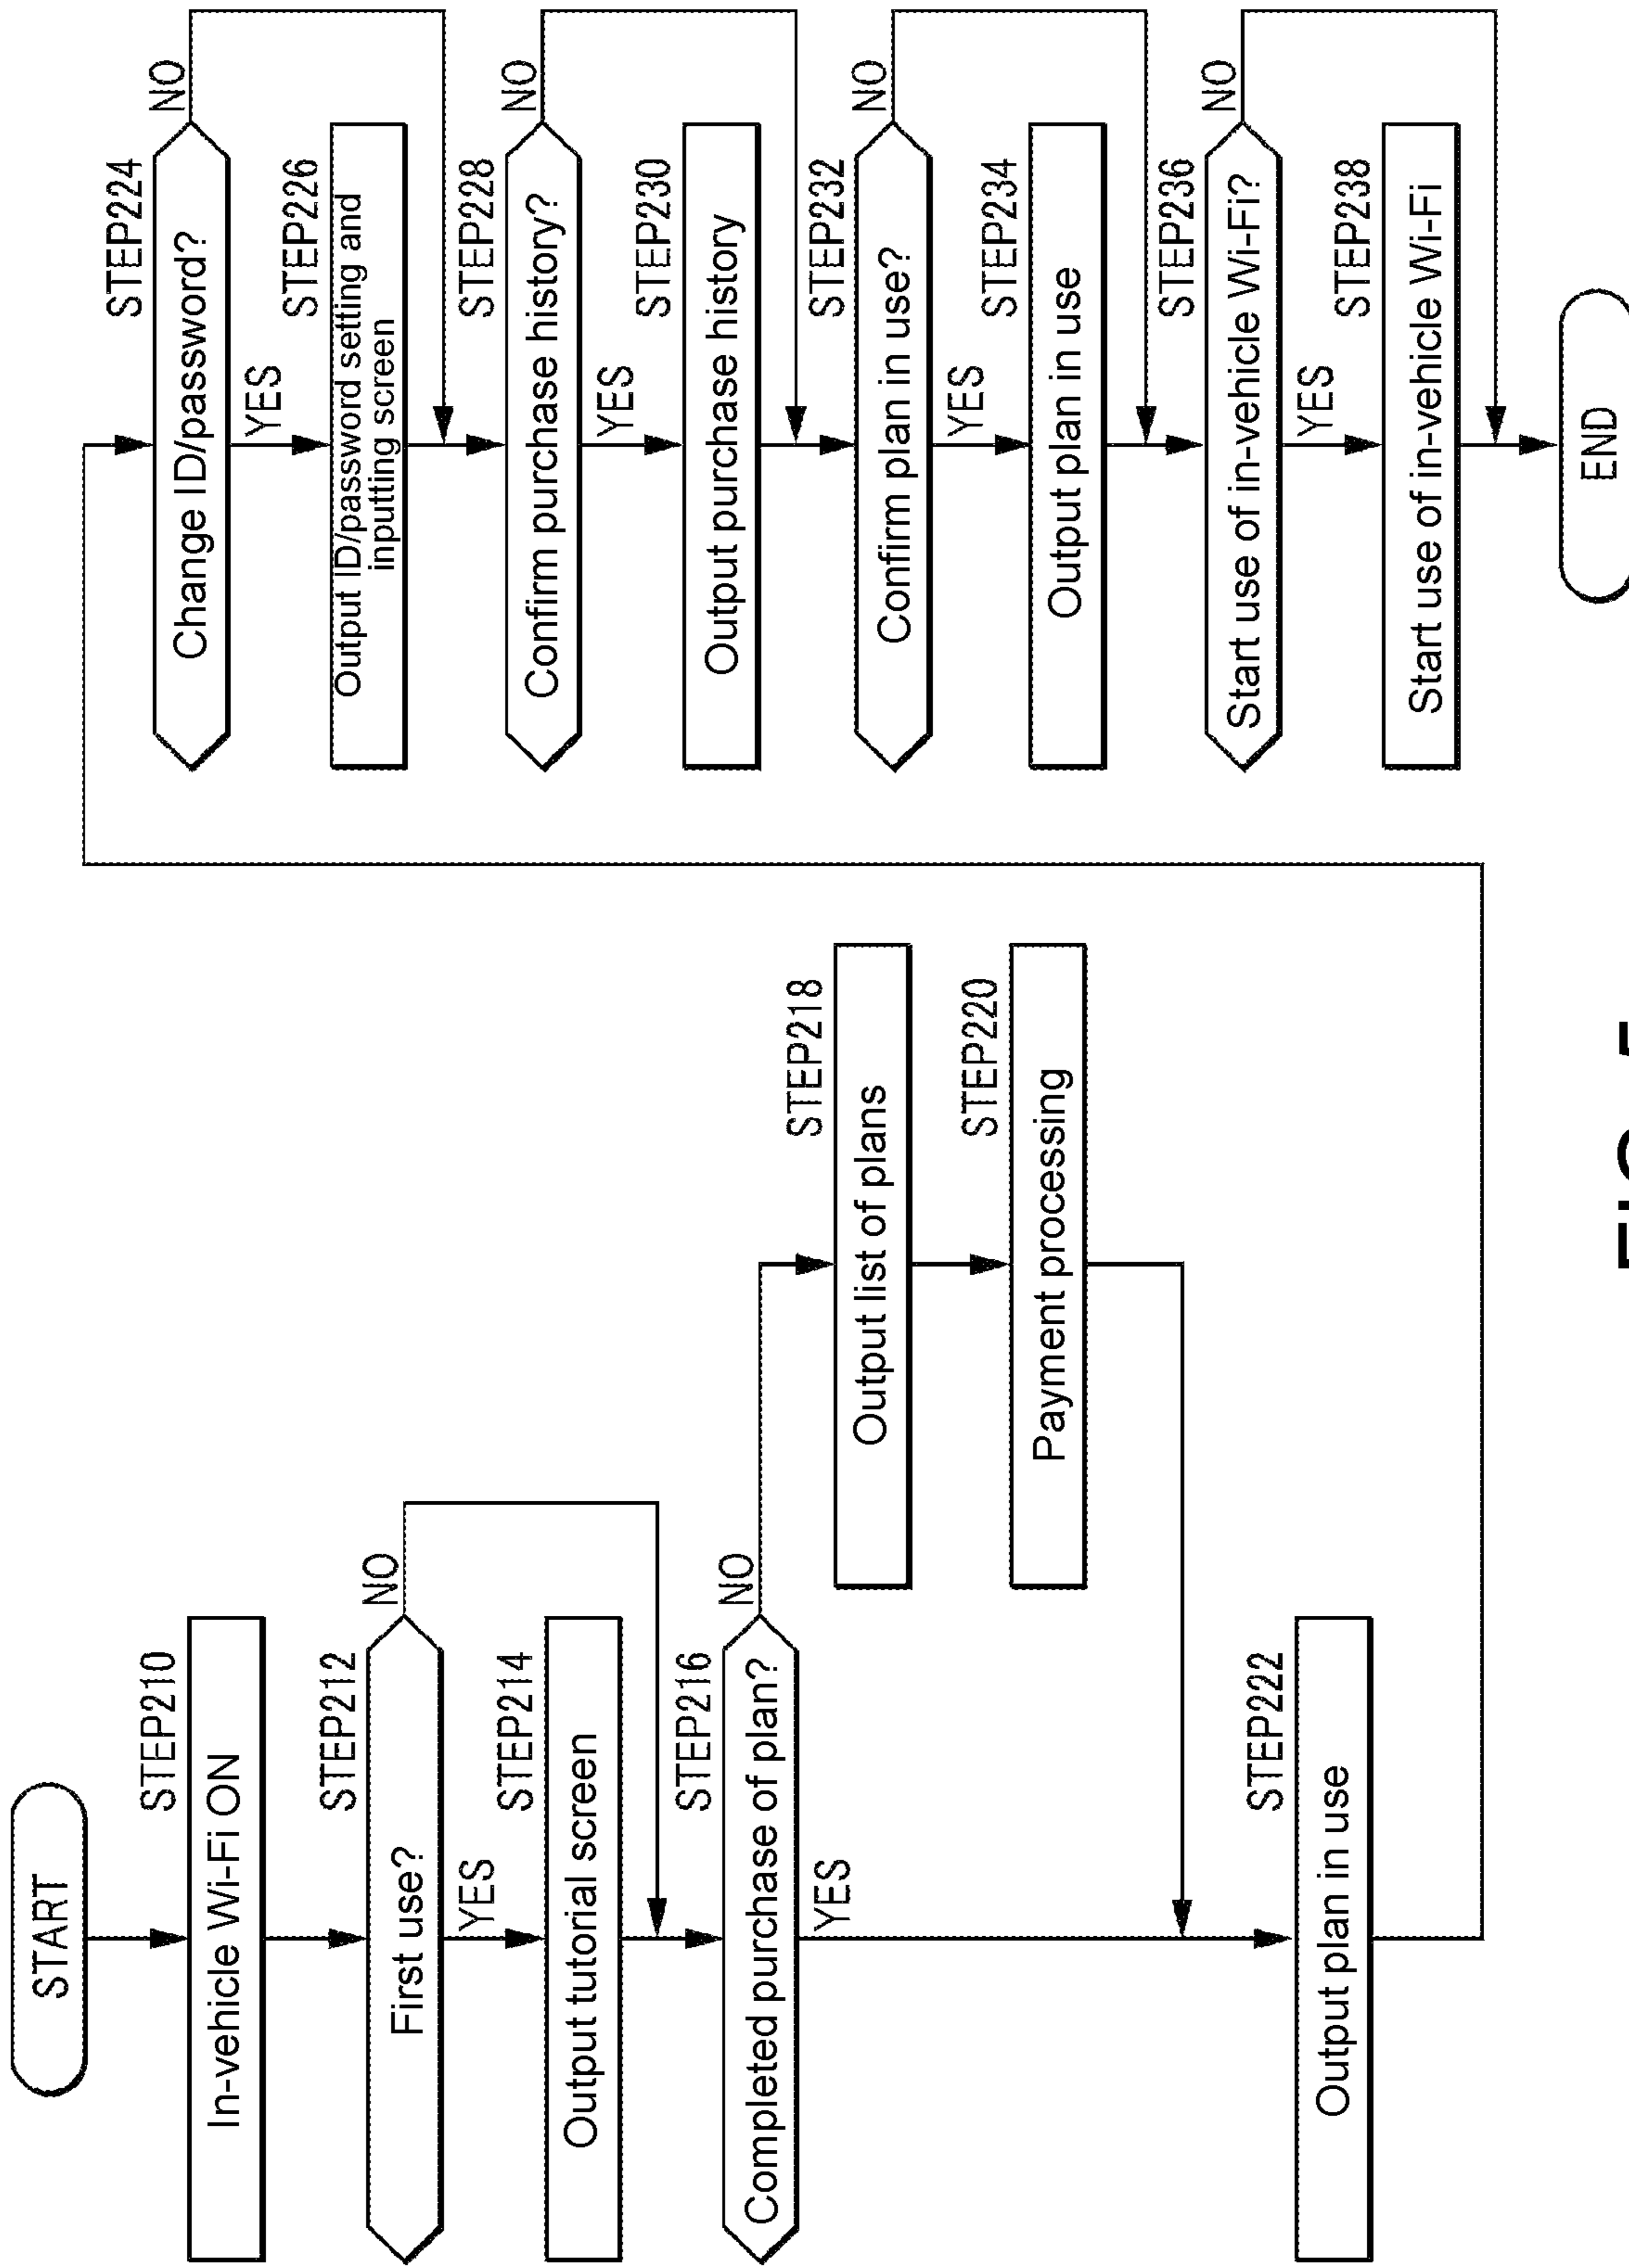 START
STEP210
In-vehicle Wi-Fi ON
STEP212
First use?
NO
YES
STEP214
Output tutorial screen
STEP216
Completed purchase of plan?
NO
YES
STEP218
Output list of plans
STEP220
Payment processing
STEP222
Output plan in use
STEP224
Change ID/password?
NO
YES
STEP226
Output ID/password setting and
inputting screen
STEP228
Confirm purchase history?
NO
YES
STEP230
Output purchase history
STEP232
Confirm plan in use?
NO
YES
STEP234
Output plan in use
STEP236
Start use of in-vehicle Wi-Fi?
NO
YES
STEP238
Start use of in-vehicle Wi-Fi
END